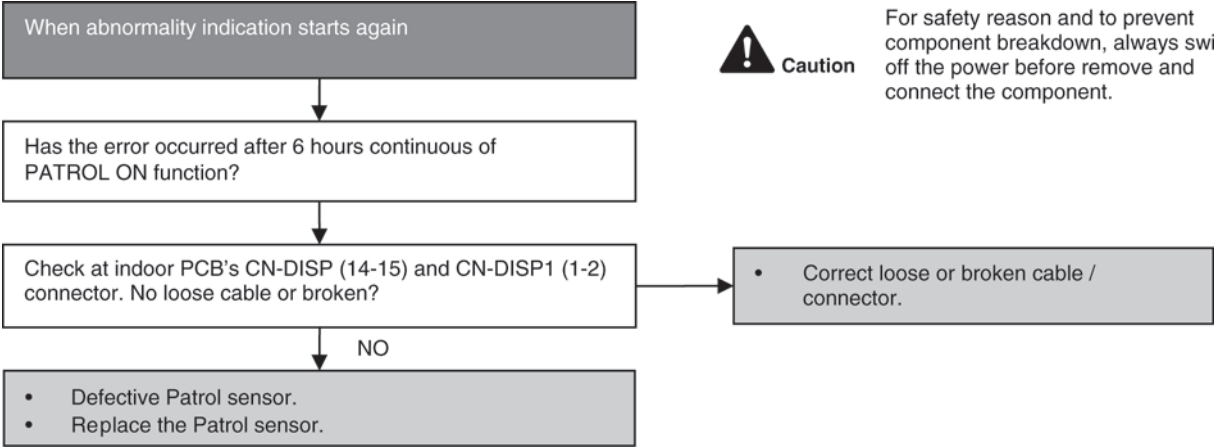 When abnormality indication starts again
Caution
For safety reason and to prevent
component breakdown, always swi
off the power before remove and
connect the component.
Has the error occurred after 6 hours continuous of
PATROL ON function?
Check at indoor PCB's CN-DISP (14-15) and CN-DISP1 (1-2)
connector. No loose cable or broken?
• Correct loose or broken cable /
connector.
NO
• Defective Patrol sensor.
• Replace the Patrol sensor.